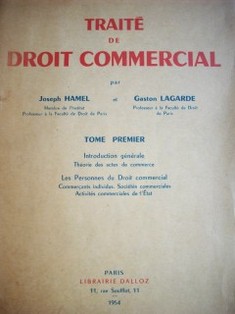 TRAITÉ
DE
DROIT COMMERCIAL
par
Joseph HAMEL et Gaston LAGARDE
Membre de l'Institut
Professeur à la Faculté de Droit de Paris
Professeur à la Faculté de Droit
de Paris
TOME PREMIER
Introduction générale
Théorie des actes de commerce
Les Personnes du Droit commercial
Commerçants individus. Sociétés commerciales
Activités commerciales de l'État
PARIS
LIBRAIRIE DALLOZ
11, rue Soufflot, 11
1954